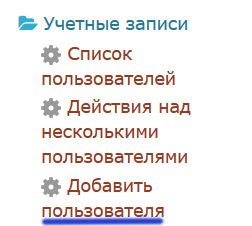 Учетные записи
Список
пользователей
Действия над
несколькими
пользователями
Добавить
пользователя